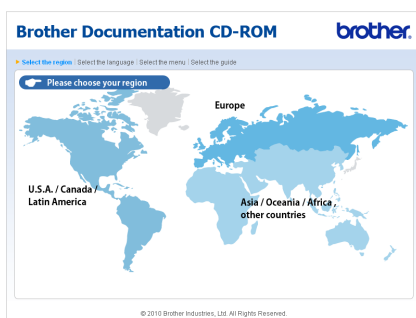 Brother Documentation CD-ROM
brother.
Select the region | Select the language | Select the menu | Select the guide
Please choose your region
Europe
U.S.A. / Canada /
Latin America
Asia / Oceania / Africa ,
other countries
© 2010 Brother Industries, Ltd. All Rights Reserved.